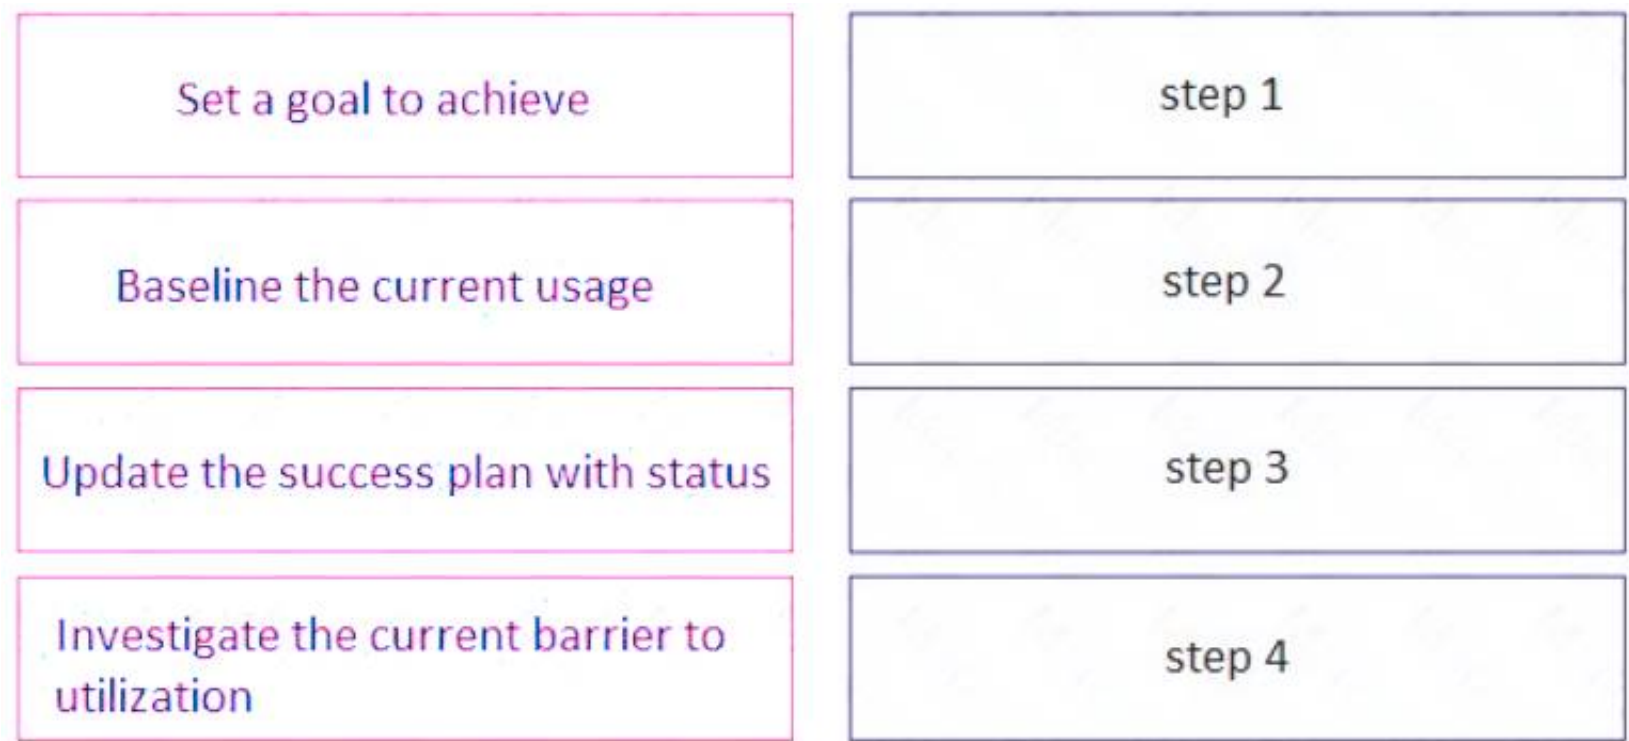 Set a goal to achieve
step 1
Baseline the current usage
step 2
Update the success plan with status
step 3
Investigate the current barrier to
utilization
step 4